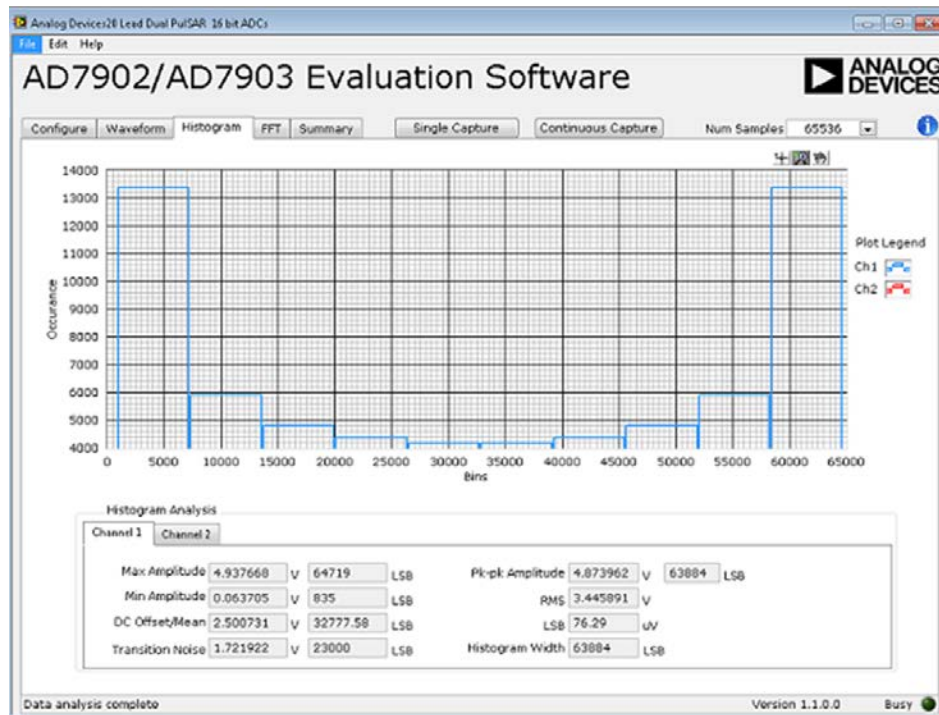 Analog Devices20 Lead Dual PulSAR 16 bit ADCs
File Edit Help
AD7902/AD7903 Evaluation Software
ANALOG
DEVICES
Configure Waveform Histogram FFT Summary Single Capture Continuous Capture Num Samples 65536
14000
13000
12000
11000
10000
9000
8000
7000
6000
5000
4000
Occurance
0 5000 10000 15000 20000 25000 30000 35000 40000 45000 50000 55000 60000 65000
Bins
Plot Legend
Ch1
Ch2
Histogram Analysis
Channel 1 Channel 2
Max Amplitude 4.937668 V 64719 LSB Pk-pk Amplitude 4.873962 V 63884 LSB
Min Amplitude 0.063705 V 835 LSB RMS 3.445891 V
DC Offset/Mean 2.500731 V 32777.58 LSB LSB 76.29 uV
Transition Noise 1.721922 V 23000 LSB Histogram Width 63884 LSB
Data analysis complete Version 1.1.0.0 Busy